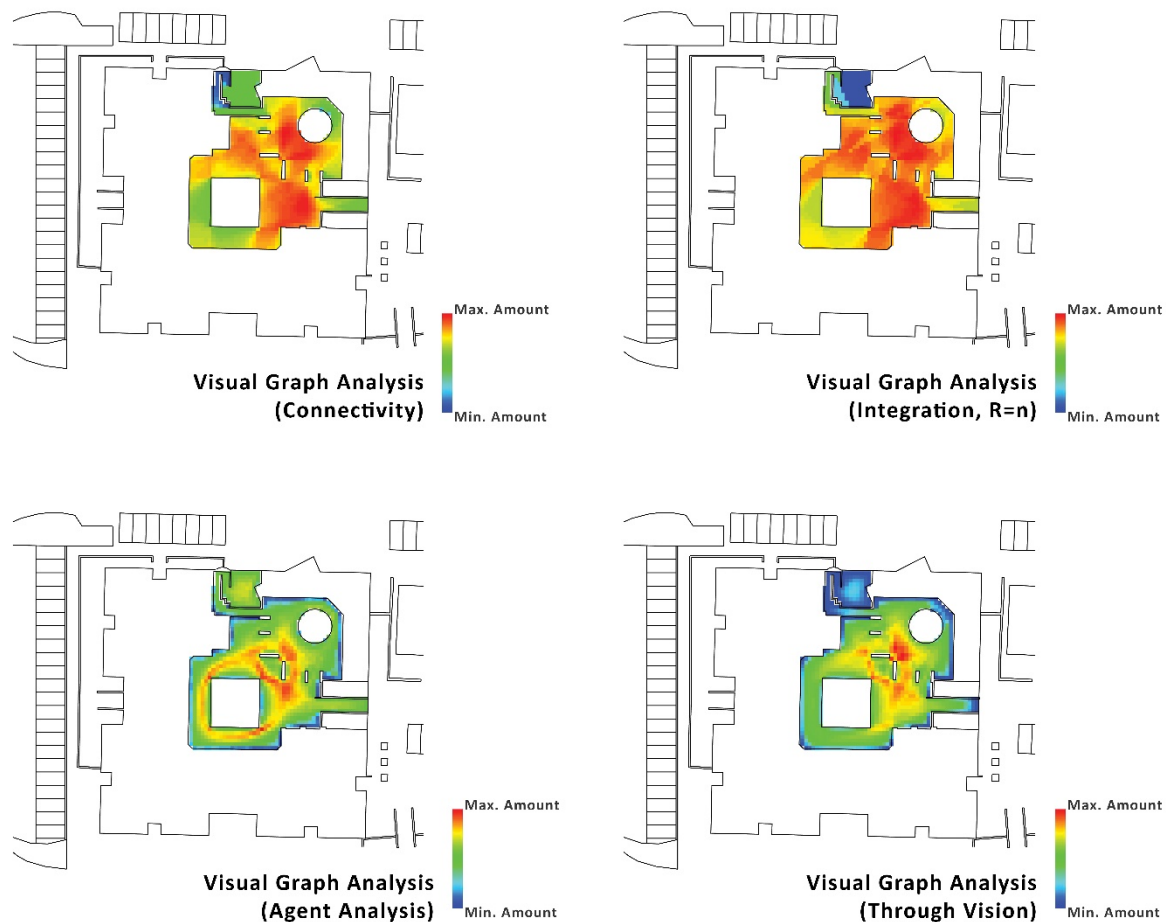 Max. Amount
Visual Graph Analysis
(Connectivity)
Min. Amount
Max. Amount
Visual Graph Analysis
(Integration, R=n)
Min. Amount
Max. Amount
Visual Graph Analysis
(Agent Analysis)
Min. Amount
Max. Amount
Visual Graph Analysis
(Through Vision)
Min. Amount